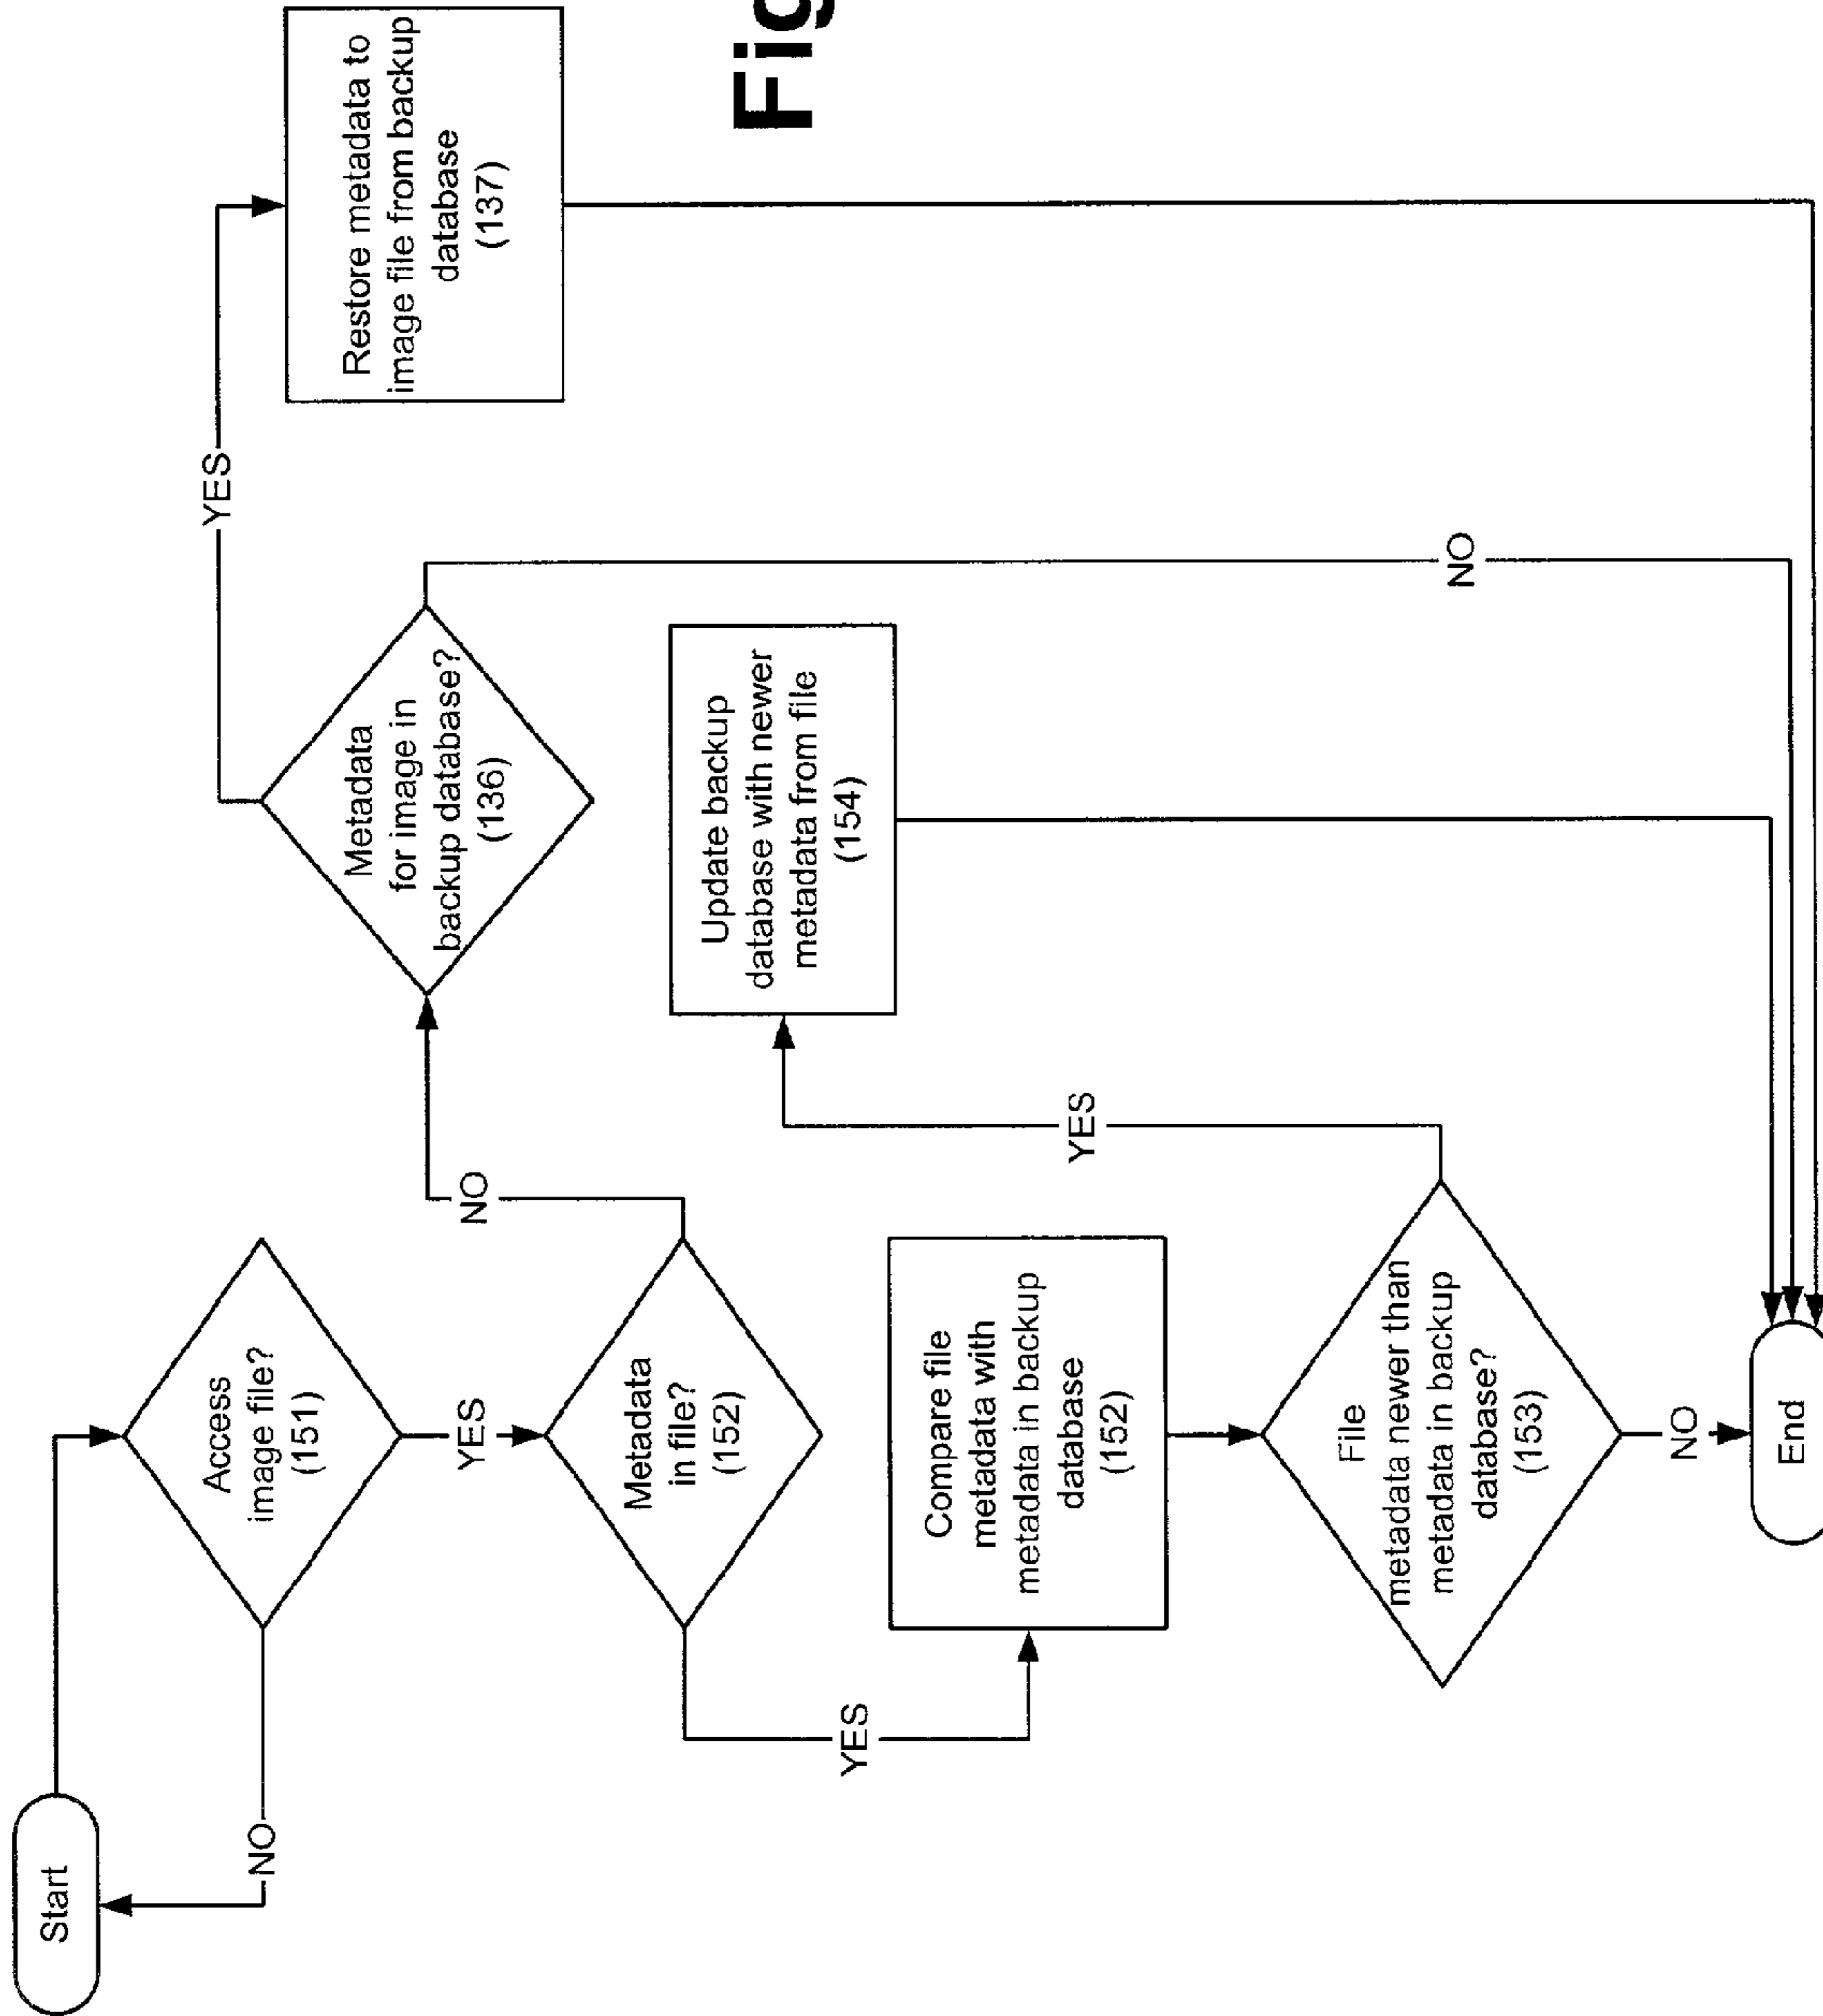 Start
Access
image file?
(151)
NO
YES
Metadata
in file?
(152)
NO
YES
Metadata
for image in
backup database?
(136)
YES
NO
Restore metadata to
image file from backup
database
(137)
Compare file
metadata with
metadata in backup
database
(152)
File
metadata newer than
metadata in backup
database?
(153)
YES
NO
Update backup
database with newer
metadata from file
(154)
End
Fig